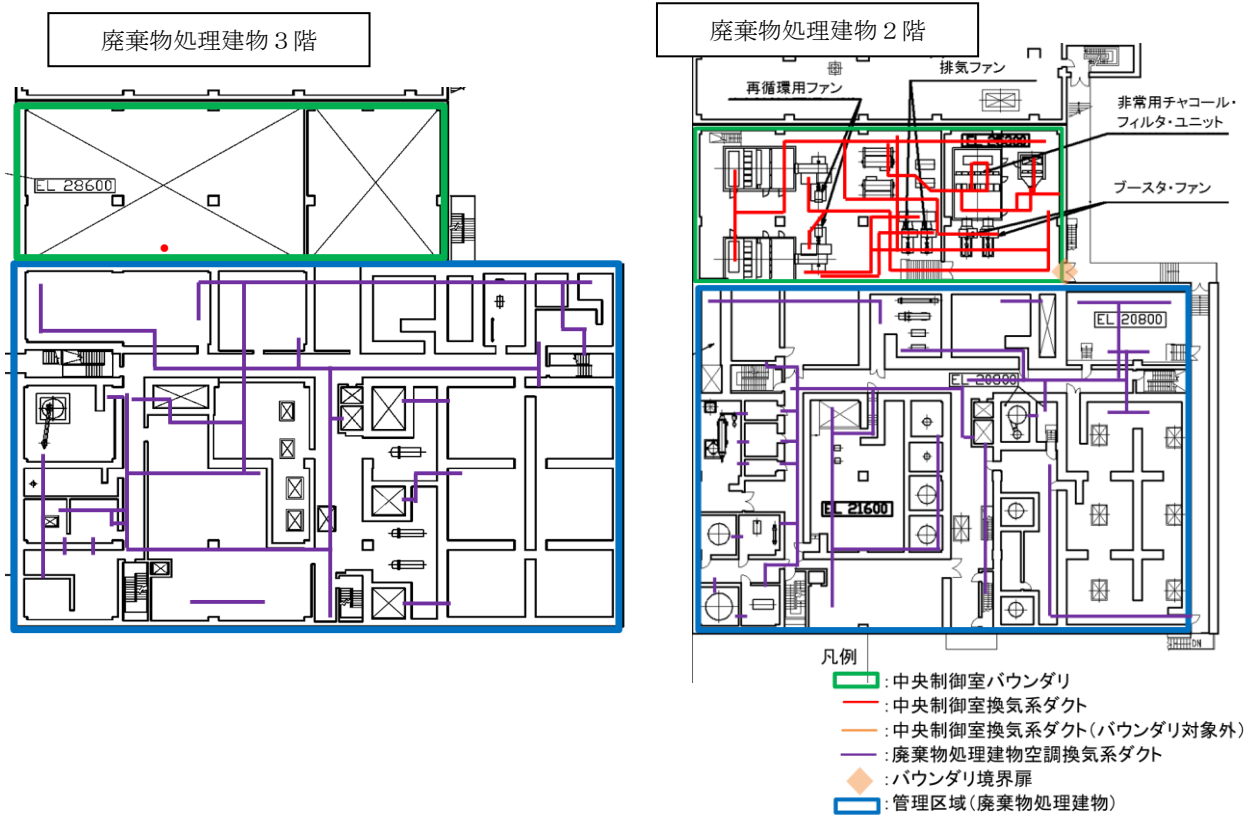 廃棄物処理建物3階
廃棄物処理建物2階
再循環用ファン
排気ファン
非常用チャコール・
フィルタ・ユニット
ブースタ・ファン
EL 28600
EL 20800
EL 20800
EL 21600
DN
凡例
:中央制御室バウンダリ
:中央制御室換気系ダクト
:中央制御室換気系ダクト(バウンダリ対象外)
:廃棄物処理建物空調換気系ダクト
:バウンダリ境界扉
:管理区域(廃棄物処理建物)